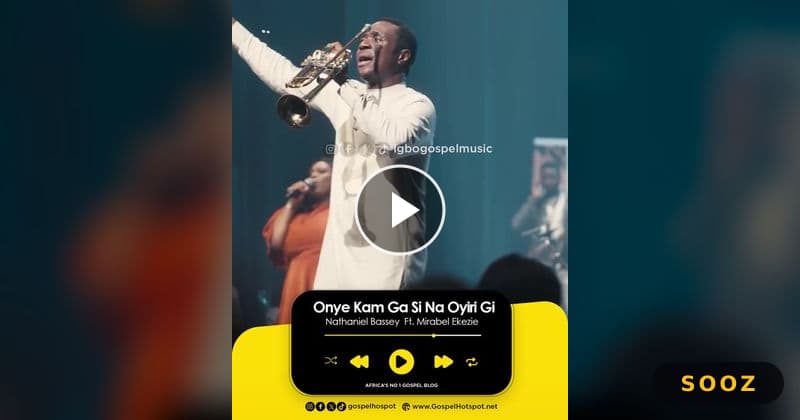 Igbogospelmusic
Onye Kam Ga Si Na Oyiri Gi
Nathaniel Bassey Ft. Mirabel Ekezie
AFRICA'S NO 1 GOSPEL BLOG
gospelhospot www.GospelHotspot.net
SOOZ